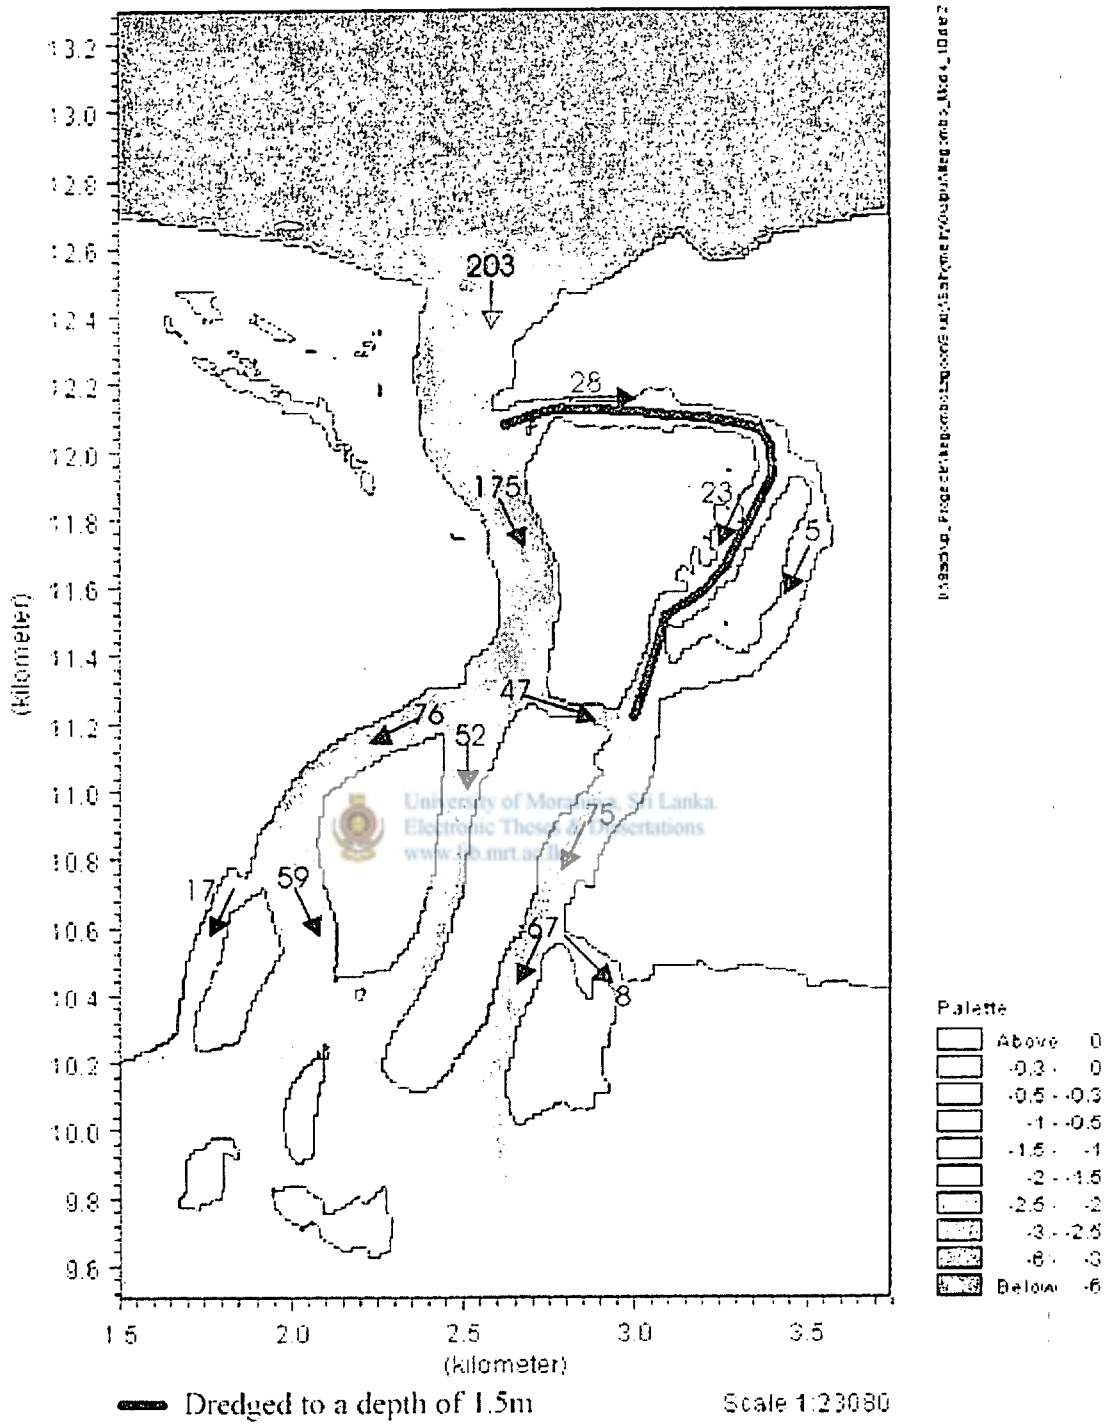 13.2
13.0
12.8
12.6
12.4
12.2
12.0
11.8
11.6
11.4
11.2
11.0
10.8
10.6
10.4
10.2
10.0
9.8
9.6
(kilometer)
203
28
175
23
5
47
76
52
75
17
59
67
8
University of Moratuwa, Sri Lanka.
Electronic Theses & Dissertations
www.lib.mrt.ac.lk
Palette
Above 0
-0.3 - 0
-0.5 - -0.3
-1 - -0.5
-1.5 - -1
-2 - -1.5
-2.5 - -2
-3 - -2.5
-6 - -3
Below -6
1.5 2.0 2.5 3.0 3.5
(kilometer)
Dredged to a depth of 1.5m
Scale 1:23080